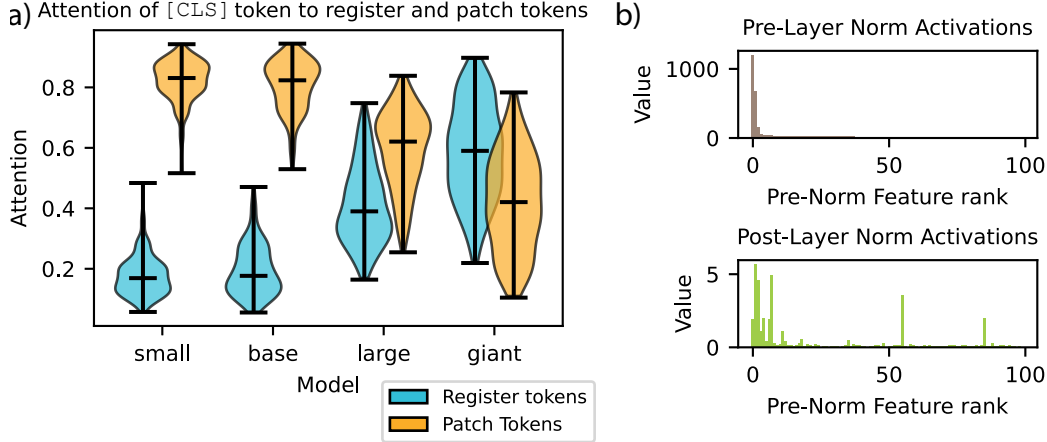 a) Attention of [CLS] token to register and patch tokens
Attention
0.8
0.6
0.4
0.2
small base large giant
Model
Register tokens
Patch Tokens
b)
Pre-Layer Norm Activations
Value
1000
0
0 50 100
Pre-Norm Feature rank
Post-Layer Norm Activations
Value
5
0
0 50 100
Pre-Norm Feature rank